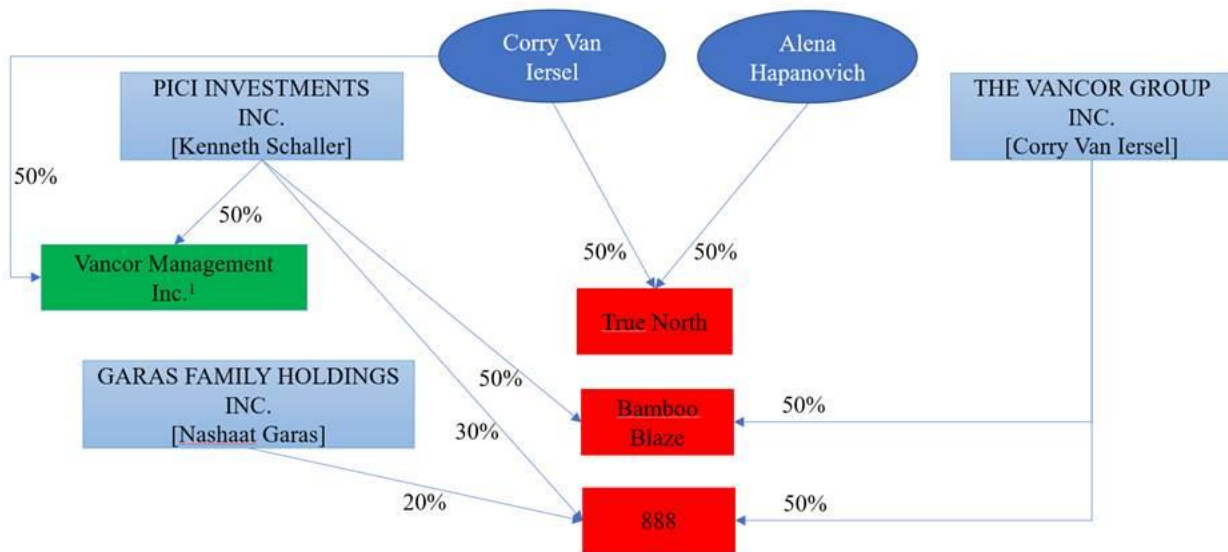 Corry Van
Iersel
Alena
Hapanovich
PICI INVESTMENTS
INC.
[Kenneth Schaller]
THE VANCOR GROUP
INC.
[Corry Van Iersel]
50%
50%
Vancor Management
Inc.¹
50%
50%
True North
GARAS FAMILY HOLDINGS
INC.
[Nashaat Garas]
50%
Bamboo
Blaze
50%
30%
20%
888
50%